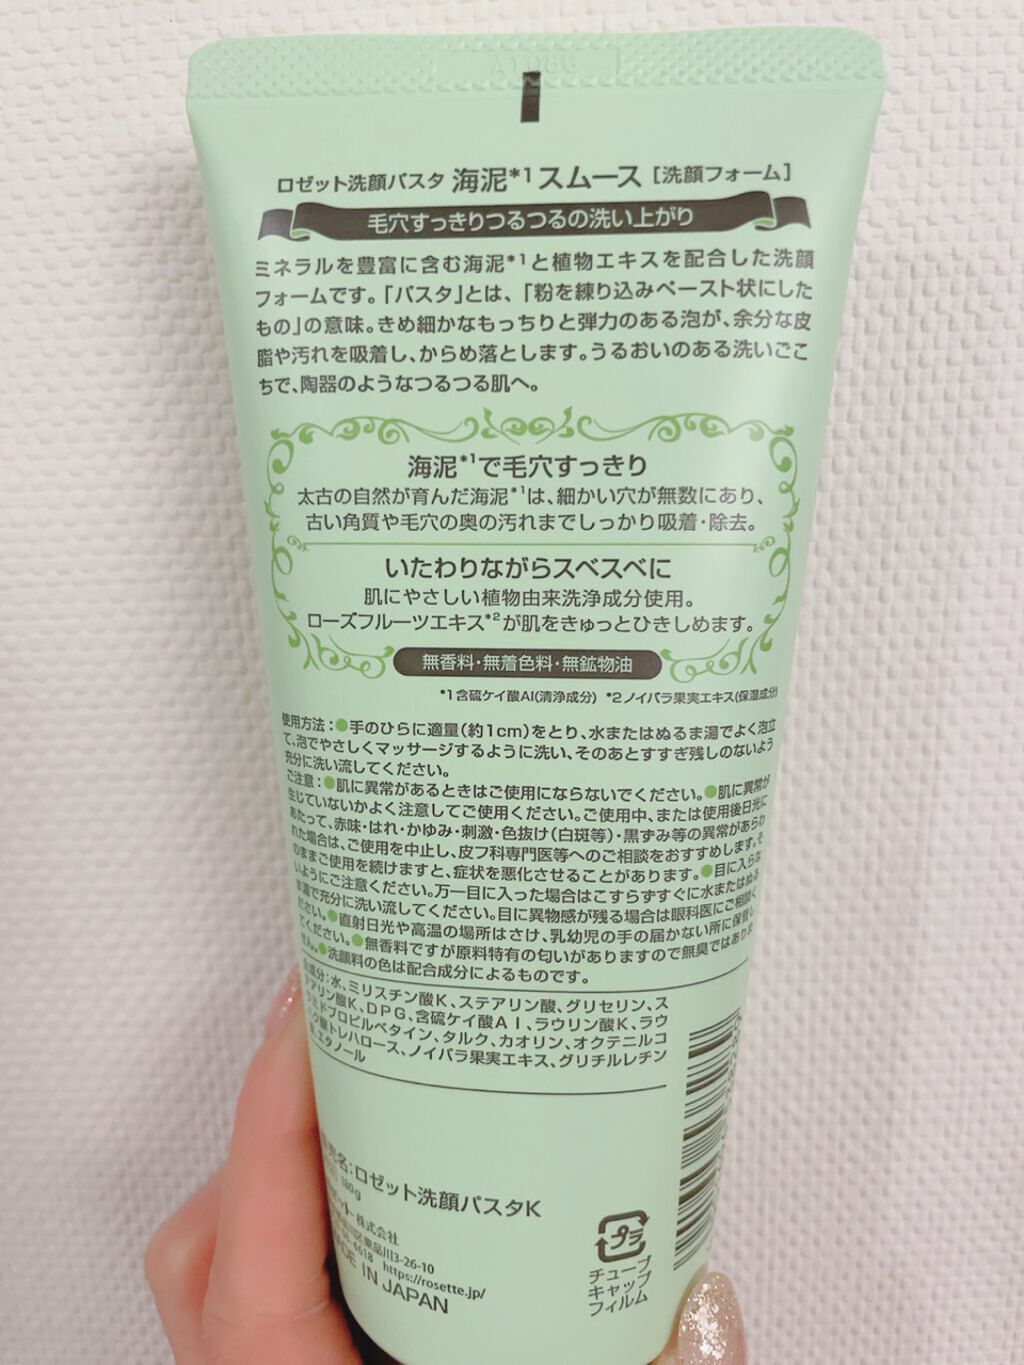 ロゼット洗顔パスタ 海泥*1スムース [洗顔フォーム]
毛穴すっきりつるつるの洗い上がり
ミネラルを豊富に含む海泥*1と植物エキスを配合した洗顔
フォームです。「パスタ」とは、「粉を練り込みペースト状にした
もの」の意味。きめ細かなもっちりと弾力のある泡が、余分な皮
脂や汚れを吸着し、からめ落とします。うるおいのある洗いごこ
ちで、陶器のようなつるつる肌へ。
海泥*1で毛穴すっきり
太古の自然が育んだ海泥*1は、細かい穴が無数にあり、
古い角質や毛穴の奥の汚れまでしっかり吸着・除去。
いたわりながらスベスベに
肌にやさしい植物由来洗浄成分使用。
ローズフルーツエキス*2が肌をきゅっとひきしめます。
無香料・無着色料・無鉱物油
*1 含硫ケイ酸Al(清浄成分) *2 ノイバラ果実エキス(保湿成分)
使用方法：●手のひらに適量(約1cm)をとり、水またはぬるま湯でよく泡立
て、泡でやさしくマッサージするように洗い、そのあとすすぎ残しのないよう
充分に洗い流してください。
ご注意：●肌に異常があるときはご使用にならないでください。●肌に異常が
生じていないかよく注意してご使用ください。ご使用中、または使用後日光に
あたって、赤味・はれ・かゆみ・刺激・色抜け(白斑等)・黒ずみ等の異常があらわ
れた場合は、ご使用を中止し、皮フ科専門医等へのご相談をおすすめします。そ
のままご使用を続けますと、症状を悪化させることがあります。●目に入らな
いようにご注意ください。万一目に入った場合はこすらずすぐに水またはぬる
ま湯で充分に洗い流してください。目に異物感が残る場合は眼科医にご相談く
ださい。●直射日光や高温の場所はさけ、乳幼児の手の届かない所に保管し
てください。●無香料ですが原料特有の匂いがありますので無臭ではありま
せん。●洗顔料の色は配合成分によるものです。
成分：水、ミリスチン酸K、ステアリン酸、グリセリン、ス
アリン酸K、DPG、含硫ケイ酸Al、ラウリン酸K、ラウ
ミドプロピルベタイン、タルク、カオリン、オクテニルコ
酸トレハロース、ノイバラ果実エキス、グリチルレチン
エタノール
名：ロゼット洗顔パスタK
180g
株式会社
東品川3-26-10
4618 https://rosette.jp/
IN JAPAN
プラ
チューブ
キャップ
フィルム